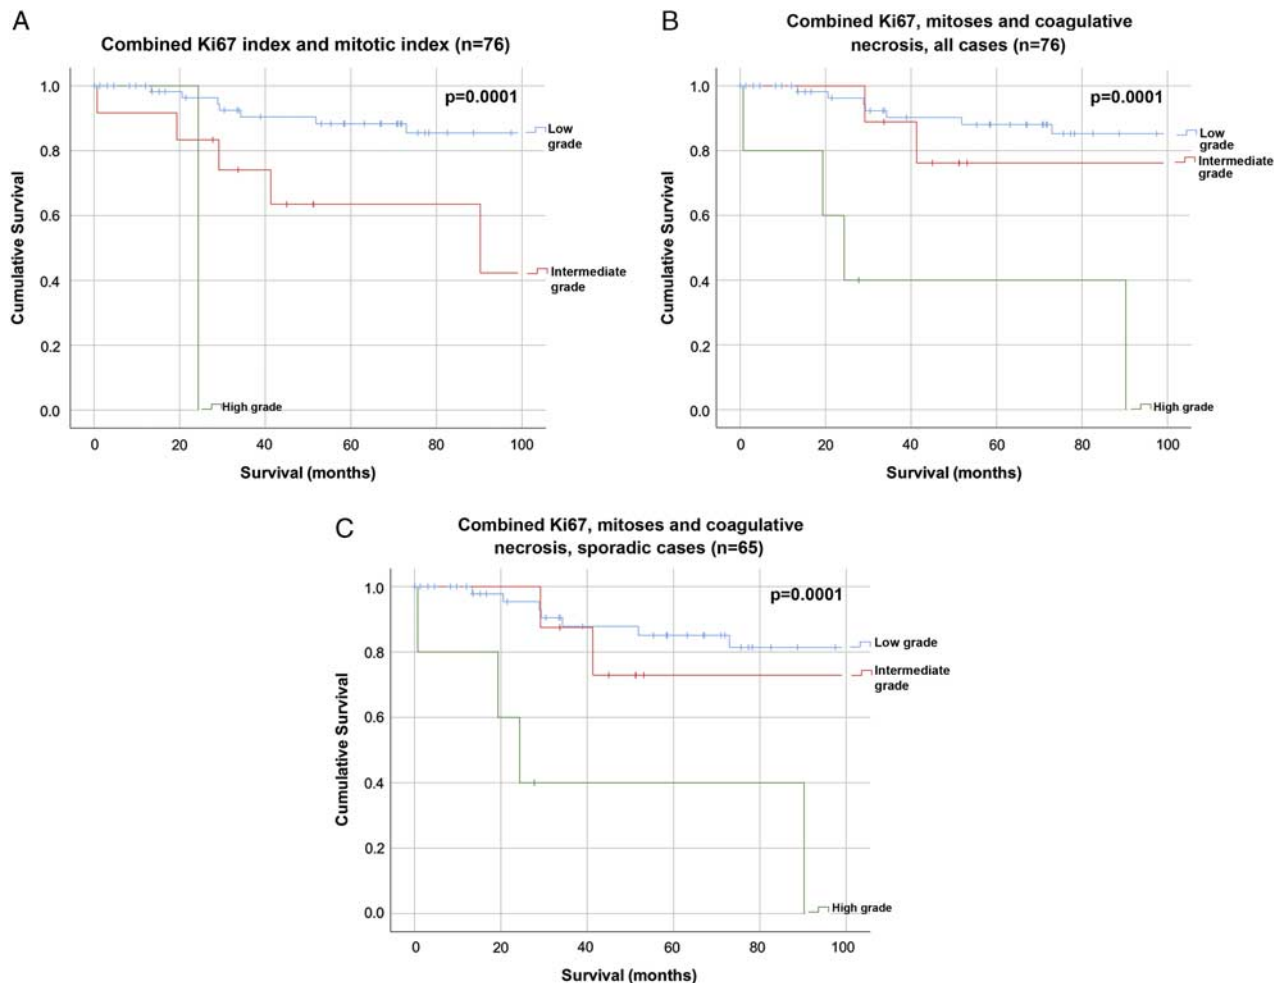 A
Combined Ki67 index and mitotic index (n=76)
p=0.0001
1.0
0.8
0.6
0.4
0.2
0.0
Cumulative Survival
Low
grade
Intermediate
grade
High grade
0 20 40 60 80 100
Survival (months)
B
Combined Ki67, mitoses and coagulative
necrosis, all cases (n=76)
p=0.0001
1.0
0.8
0.6
0.4
0.2
0.0
Cumulative Survival
Low
grade
Intermediate
grade
High grade
0 20 40 60 80 100
Survival (months)
C
Combined Ki67, mitoses and coagulative
necrosis, sporadic cases (n=65)
p=0.0001
1.0
0.8
0.6
0.4
0.2
0.0
Cumulative Survival
Low grade
Intermediate
grade
High grade
0 20 40 60 80 100
Survival (months)